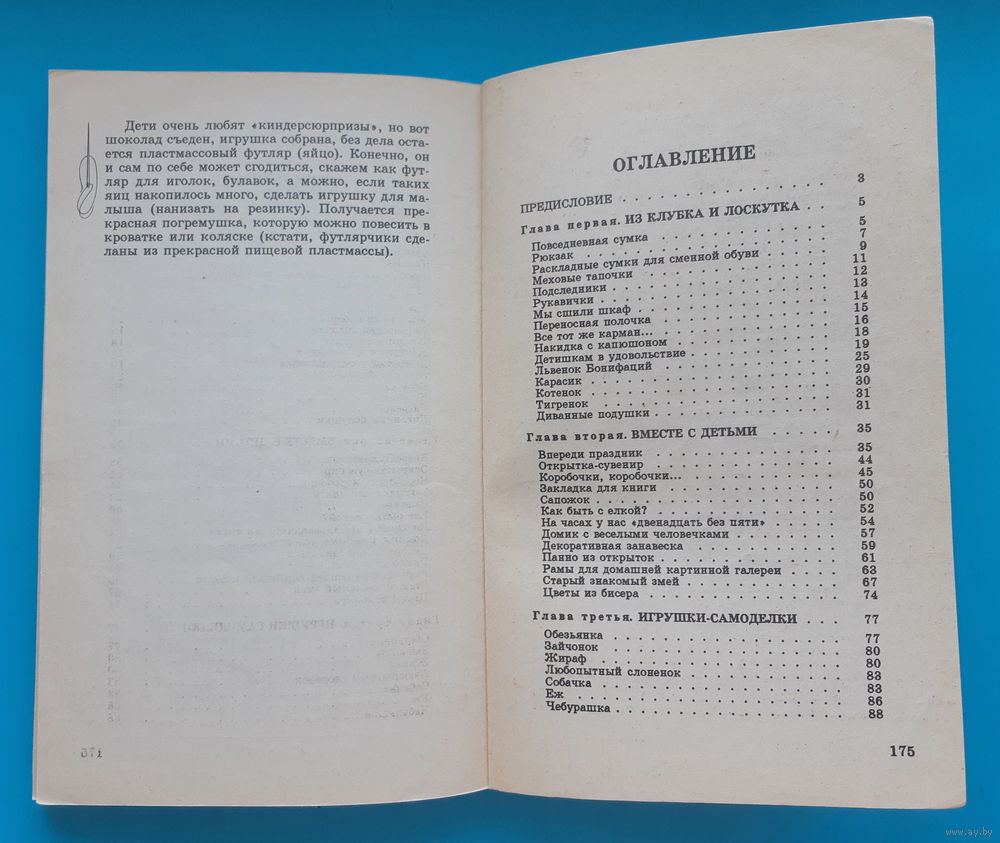 Дети очень любят «киндерсюрпризы», но вот
шоколад съеден, игрушка собрана, без дела оста-
ется пластмассовый футляр (яйцо). Конечно, он
и сам по себе может сгодиться, скажем как фут-
ляр для иголок, булавок, а можно, если таких
яиц накопилось много, сделать игрушку для ма-
лыша (нанизать на резинку). Получается пре-
красная погремушка, которую можно повесить в
кроватке или коляске (кстати, футлярчики сде-
ланы из прекрасной пищевой пластмассы).
ОГЛАВЛЕНИЕ
ПРЕДИСЛОВИЕ . . . . . . . . . . . . 3
Глава первая. ИЗ КЛУБКА И ЛОСКУТКА . . 5
Повседневная сумка . . . . . . . . . . 5
Рюкзак . . . . . . . . . . . . 7
Раскладные сумки для сменной обуви . . . . 9
Меховые тапочки . . . . . . . . . . 11
Подследники . . . . . . . . . . . 12
Рукавички . . . . . . . . . . . . 13
Мы сшили шкаф . . . . . . . . . . 14
Переносная полочка . . . . . . . . . 15
Все тот же карман... . . . . . . . . . 16
Накидка с капюшоном . . . . . . . . 18
Детишкам в удовольствие . . . . . . . . 19
Львенок Бонифаций . . . . . . . . . 25
Карасик . . . . . . . . . . . . 29
Котенок . . . . . . . . . . . . 30
Тигренок . . . . . . . . . . . . 31
Диванные подушки . . . . . . . . . . 31
Глава вторая. ВМЕСТЕ С ДЕТЬМИ . . . . 35
Впереди праздник . . . . . . . . . . 35
Открытка-сувенир . . . . . . . . . . 44
Коробочки, коробочки... . . . . . . . . 45
Закладка для книги . . . . . . . . . 50
Сапожок . . . . . . . . . . . . 50
Как быть с елкой? . . . . . . . . . . 52
На часах у нас «двенадцать без пяти» . . . . 54
Домик с веселыми человечками . . . . . . 57
Декоративная занавеска . . . . . . . . 59
Панно из открыток . . . . . . . . . . 61
Рамы для домашней картинной галереи . . . 63
Старый знакомый змей . . . . . . . . 67
Цветы из бисера . . . . . . . . . . 74
Глава третья. ИГРУШКИ-САМОДЕЛКИ . . . 77
Обезьянка . . . . . . . . . . . . 77
Зайчонок . . . . . . . . . . . . 80
Жираф . . . . . . . . . . . . 80
Любопытный слоненок . . . . . . . . . 83
Собачка . . . . . . . . . . . . 83
Еж . . . . . . . . . . . . . 86
Чебурашка . . . . . . . . . . . . 88
175
www.ay.by